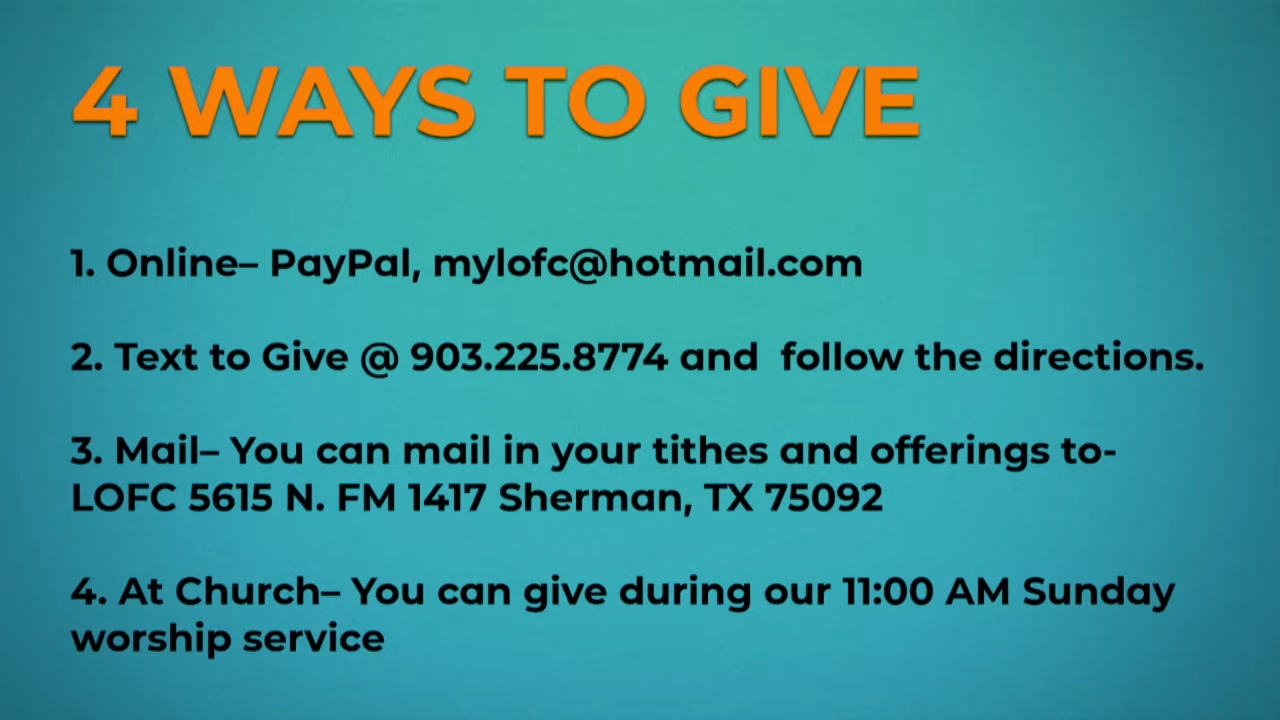 4 WAYS TO GIVE
1. Online– PayPal, mylofc@hotmail.com
2. Text to Give @ 903.225.8774 and  follow the directions.
3. Mail– You can mail in your tithes and offerings to-
LOFC 5615 N. FM 1417 Sherman, TX 75092
4. At Church– You can give during our 11:00 AM Sunday
worship service